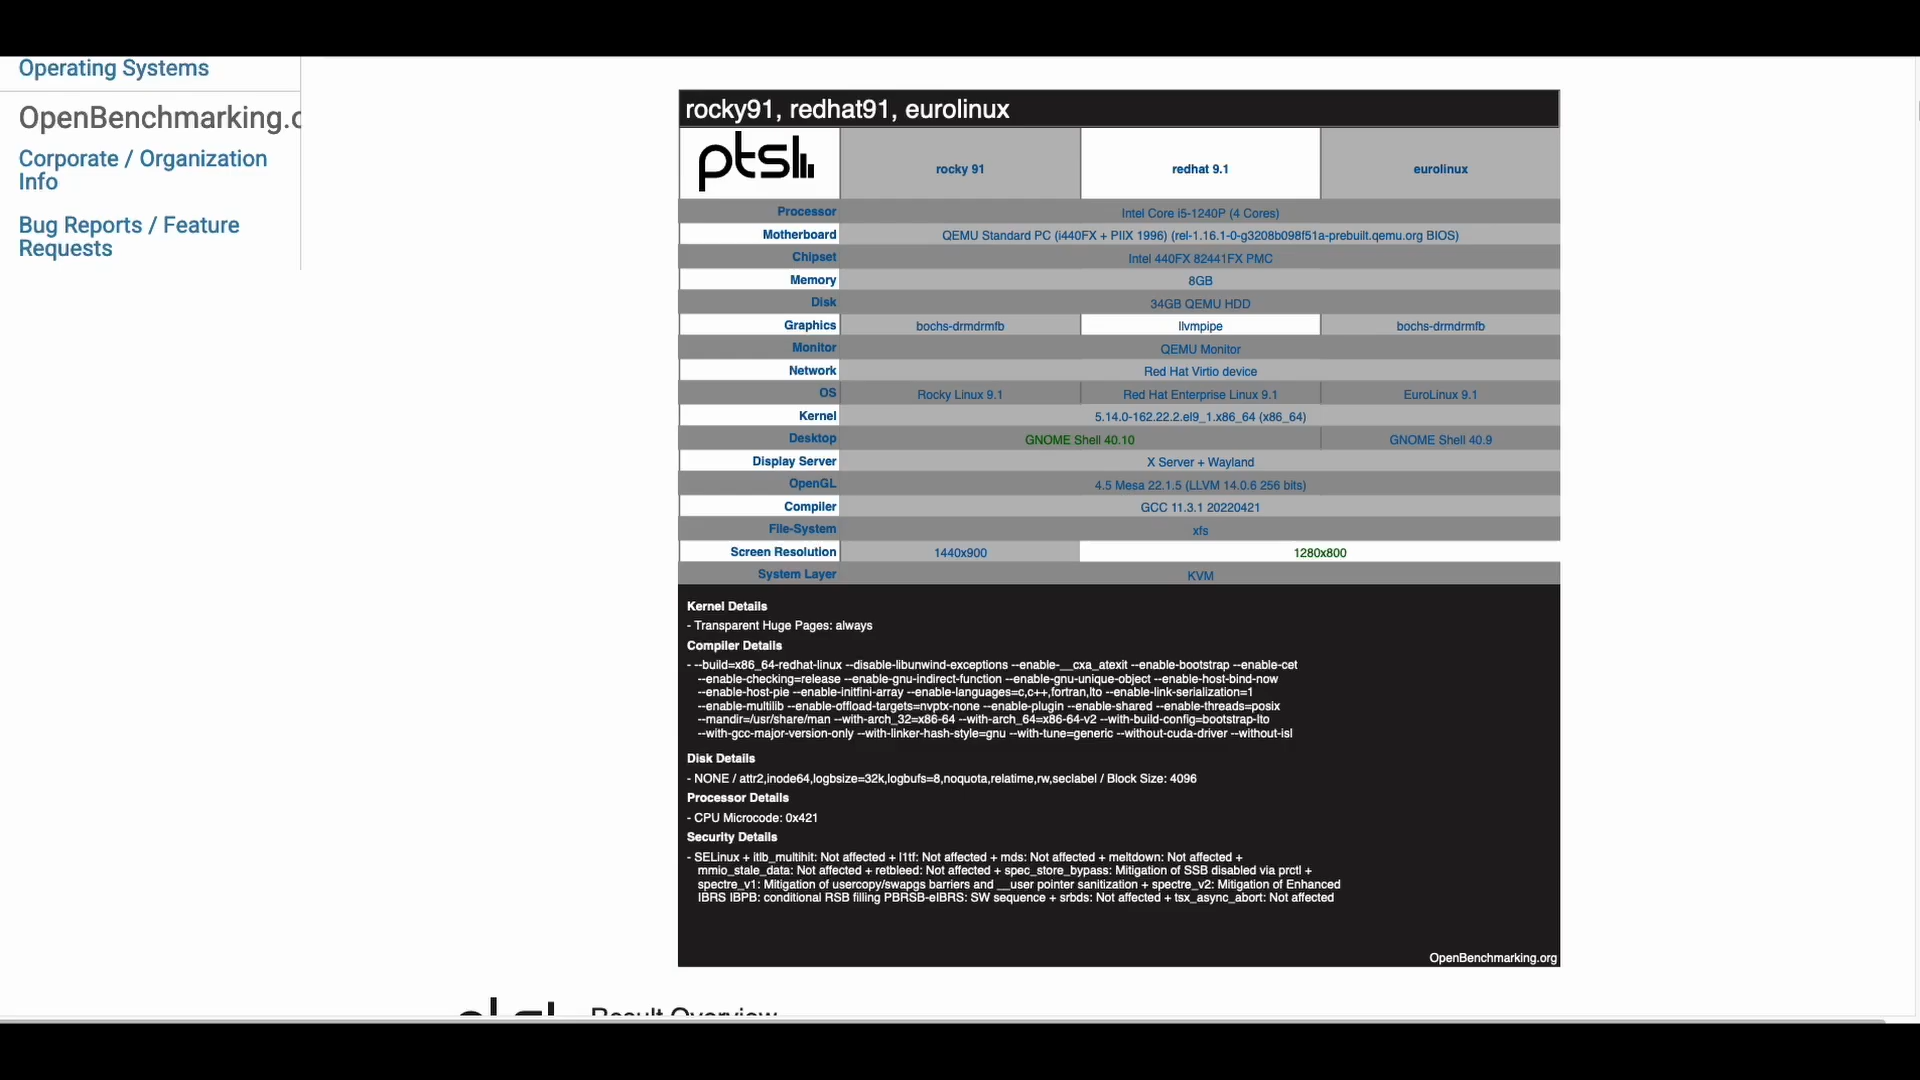 Operating Systems
OpenBenchmarking.c
Corporate / Organization
Info
Bug Reports / Feature
Requests
rocky91, redhat91, eurolinux
ptsl rocky 91 redhat 9.1 eurolinux
Processor Intel Core i5-1240P (4 Cores)
Motherboard QEMU Standard PC (i440FX + PIIX 1996) (rel-1.16.1-0-g3208b098f51a-prebuilt.qemu.org BIOS)
Chipset Intel 440FX 82441FX PMC
Memory 8GB
Disk 34GB QEMU HDD
Graphics bochs-drmdrmfb llvmpipe bochs-drmdrmfb
Monitor QEMU Monitor
Network Red Hat Virtio device
OS Rocky Linux 9.1 Red Hat Enterprise Linux 9.1 EuroLinux 9.1
Kernel 5.14.0-162.22.2.el9_1.x86_64 (x86_64)
Desktop GNOME Shell 40.10 GNOME Shell 40.9
Display Server X Server + Wayland
OpenGL 4.5 Mesa 22.1.5 (LLVM 14.0.6 256 bits)
Compiler GCC 11.3.1 20220421
File-System xfs
Screen Resolution 1440x900 1280x800
System Layer KVM
Kernel Details
- Transparent Huge Pages: always
Compiler Details
- --build=x86_64-redhat-linux --disable-libunwind-exceptions --enable-__cxa_atexit --enable-bootstrap --enable-cet
--enable-checking=release --enable-gnu-indirect-function --enable-gnu-unique-object --enable-host-bind-now
--enable-host-pie --enable-initfini-array --enable-languages=c,c++,fortran,lto --enable-link-serialization=1
--enable-multilib --enable-offload-targets=nvptx-none --enable-plugin --enable-shared --enable-threads=posix
--mandir=/usr/share/man --with-arch_32=x86-64 --with-arch_64=x86-64-v2 --with-build-config=bootstrap-lto
--with-gcc-major-version-only --with-linker-hash-style=gnu --with-tune=generic --without-cuda-driver --without-isl
Disk Details
- NONE / attr2,inode64,logbsize=32k,logbufs=8,noquota,relatime,rw,seclabel / Block Size: 4096
Processor Details
- CPU Microcode: 0x421
Security Details
- SELinux + itlb_multihit: Not affected + l1tf: Not affected + mds: Not affected + meltdown: Not affected +
mmio_stale_data: Not affected + retbleed: Not affected + spec_store_bypass: Mitigation of SSB disabled via prctl +
spectre_v1: Mitigation of usercopy/swapgs barriers and __user pointer sanitization + spectre_v2: Mitigation of Enhanced
IBRS IBPB: conditional RSB filling PBRSB-eIBRS: SW sequence + srbds: Not affected + tsx_async_abort: Not affected
OpenBenchmarking.org
Result Overview